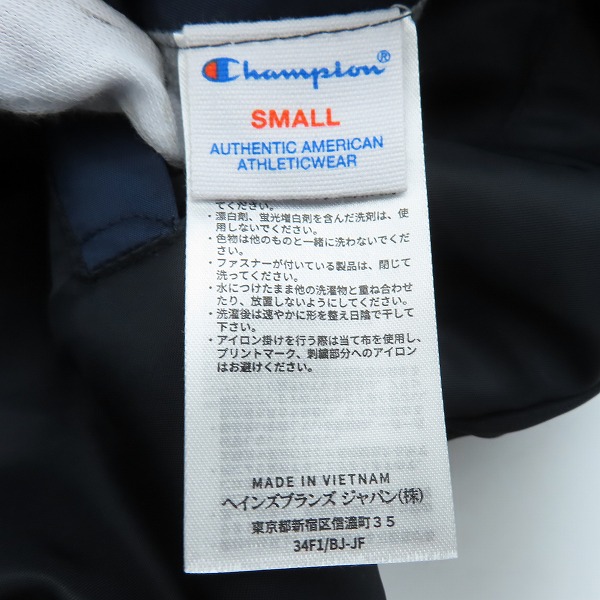 Champion
SMALL
AUTHENTIC AMERICAN
ATHLETICWEAR
てください。
・漂白剤、蛍光増白剤を含んだ洗剤は、使
用しないでください。
・色物は他のものと一緒に洗わないでくだ
さい。
・ファスナーが付いている製品は、閉じて
洗ってください。
・水につけたまま他の洗濯物と重ね合わせ
たり、放置しないようにしてください。
・洗濯後は速やかに形を整え日陰で干して
下さい。
・アイロン掛けを行う際は当て布を使用し、
プリントマーク、刺繍部分へのアイロン
はお避けください。
MADE IN VIETNAM
ヘインズブランズ ジャパン(株)
東京都新宿区信濃町35
34F1/BJ-JF